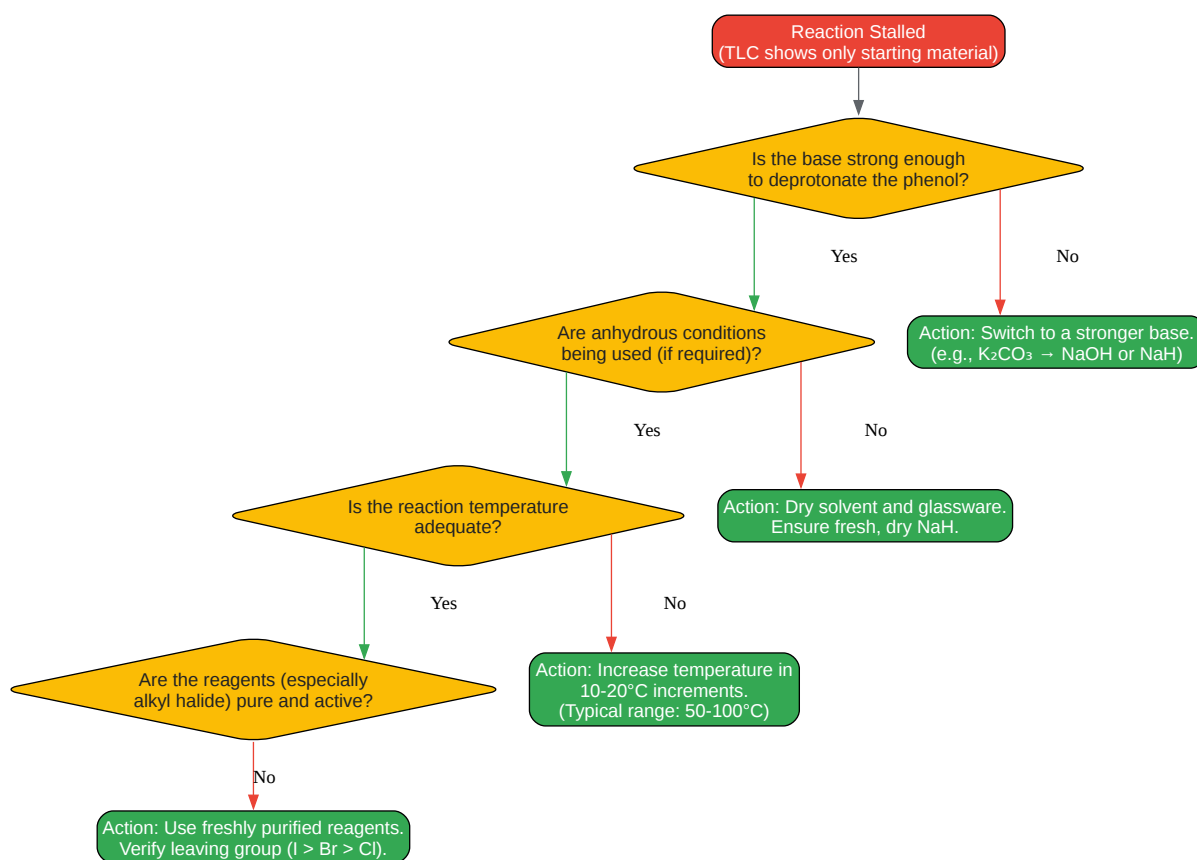 Reaction Stalled
(TLC shows only starting material)
Is the base strong enough
to deprotonate the phenol?
Yes
No
Are anhydrous conditions
being used (if required)?
Action: Switch to a stronger base.
(e.g., K₂CO₃ → NaOH or NaH)
Yes
No
Is the reaction temperature
adequate?
Action: Dry solvent and glassware.
Ensure fresh, dry NaH.
Yes
No
Are the reagents (especially
alkyl halide) pure and active?
Action: Increase temperature in
10-20°C increments.
(Typical range: 50-100°C)
No
Action: Use freshly purified reagents.
Verify leaving group (I > Br > Cl).